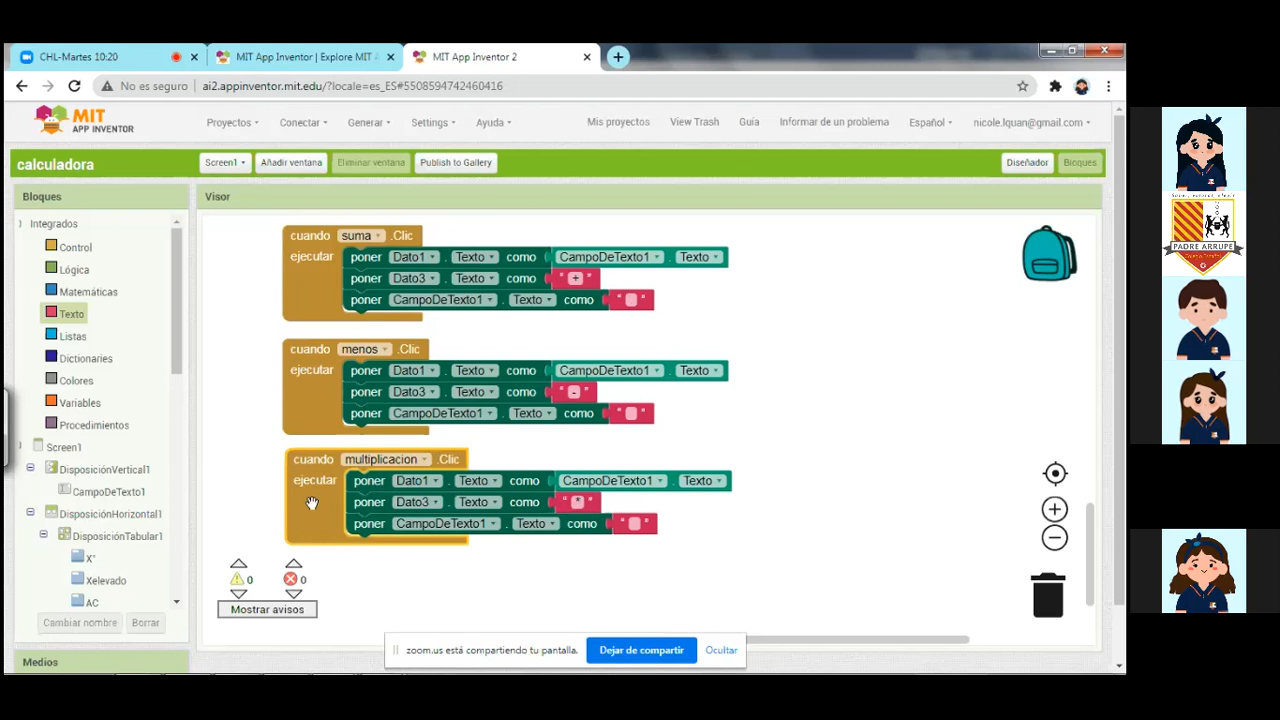 CHL-Martes 10:20
MIT App Inventor | Explore MIT
MIT App Inventor 2
No es seguro
ai2.appinventor.mit.edu/?locale=es_ES#5508594742460416
MIT
APP INVENTOR
Proyectos
Conectar
Generar
Settings
Ayuda
Mis proyectos
View Trash
Guía
Informar de un problema
Español
nicole.lquan@gmail.com
calculadora
Screen1
Añadir ventana
Eliminar ventana
Publish to Gallery
Diseñador
Bloques
Bloques
Visor
Integrados
Control
Lógica
Matemáticas
Texto
Listas
Dictionaries
Colores
Variables
Procedimientos
Screen1
DisposiciónVertical1
CampoDeTexto1
DisposiciónHorizontal1
DisposiciónTabular1
X'
Xelevado
AC
Cambiar nombre
Borrar
Medios
cuando suma .Clic
ejecutar poner Dato1 . Texto como CampoDeTexto1 . Texto
poner Dato3 . Texto como " + "
poner CampoDeTexto1 . Texto como " "
cuando menos .Clic
ejecutar poner Dato1 . Texto como CampoDeTexto1 . Texto
poner Dato3 . Texto como " - "
poner CampoDeTexto1 . Texto como " "
cuando multiplicacion .Clic
ejecutar poner Dato1 . Texto como CampoDeTexto1 . Texto
poner Dato3 . Texto como " * "
poner CampoDeTexto1 . Texto como " "
0
0
Mostrar avisos
zoom.us está compartiendo tu pantalla.
Dejar de compartir
Ocultar
PADRE ARRUPE